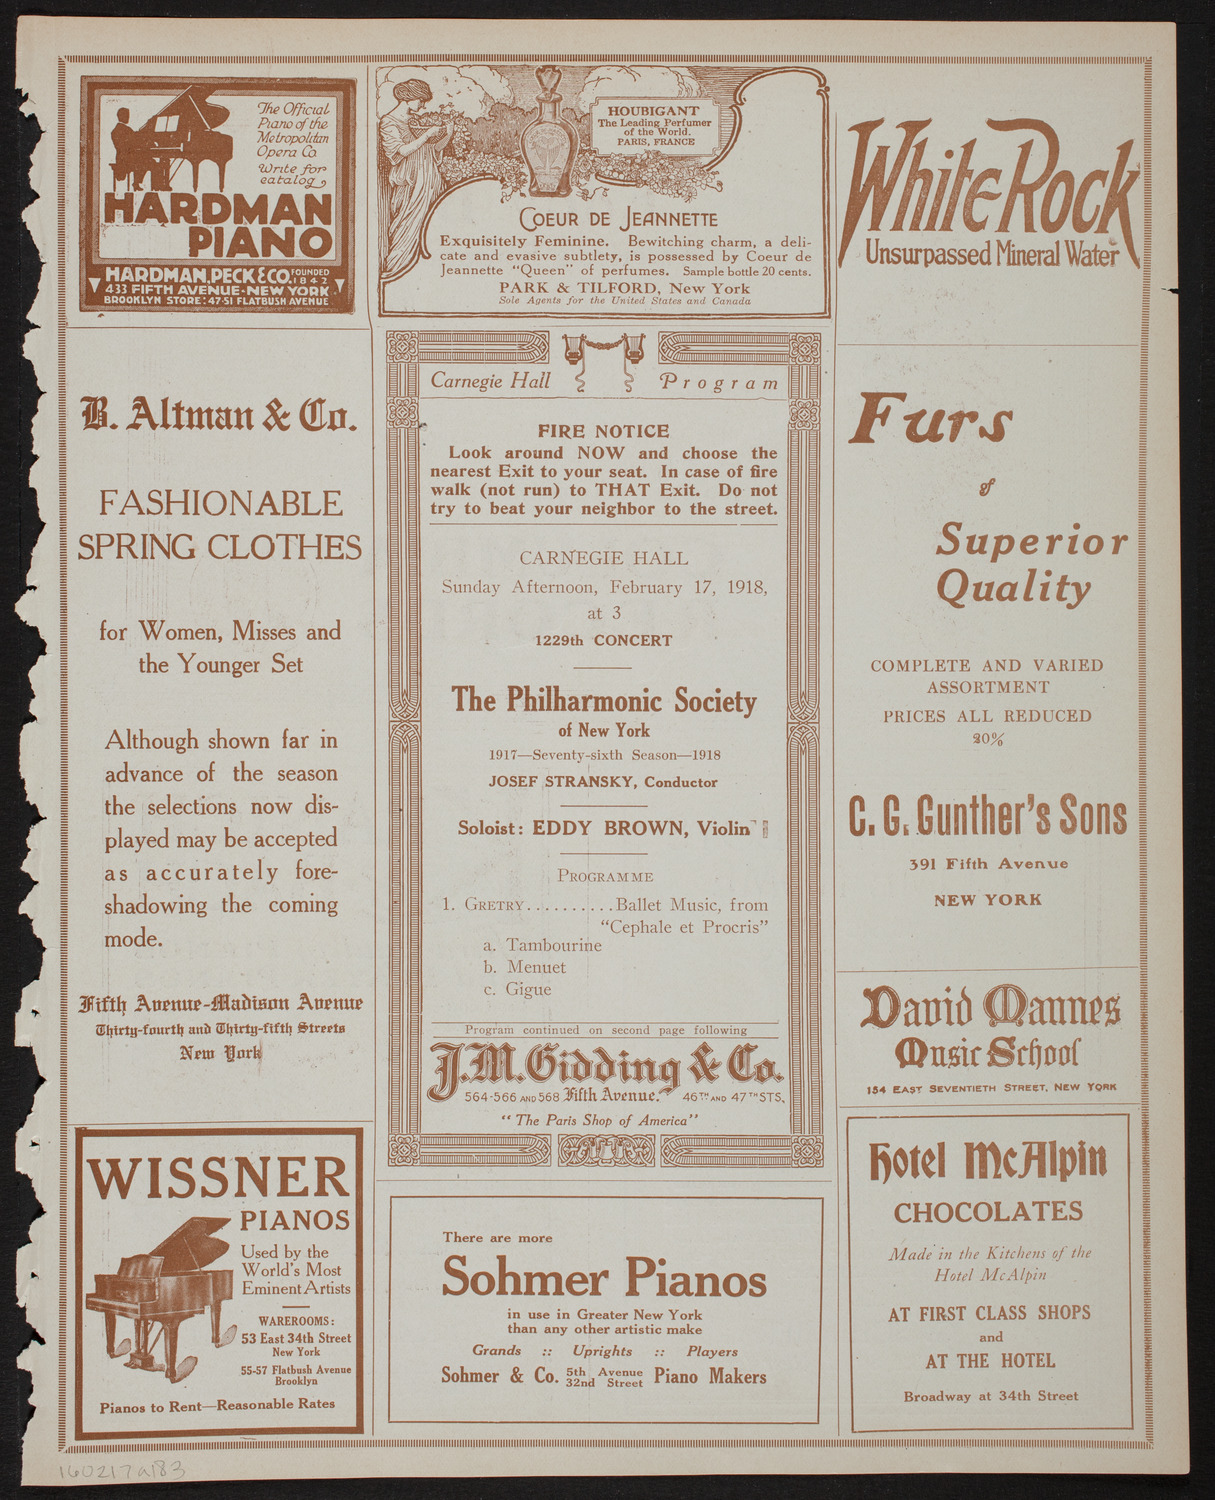 The Official
Piano of the
Metropolitan
Opera Co.
Write for
catalog
HARDMAN
PIANO
HARDMAN, PECK & CO. FOUNDED 1842
433 FIFTH AVENUE - NEW YORK
BROOKLYN STORE: 47-51 FLATBUSH AVENUE
B. Altman & Co.
FASHIONABLE
SPRING CLOTHES
for Women, Misses and
the Younger Set
Although shown far in
advance of the season
the selections now dis-
played may be accepted
as accurately fore-
shadowing the coming
mode.
Fifth Avenue-Madison Avenue
Thirty-fourth and Thirty-fifth Streets
New York
WISSNER
PIANOS
Used by the
World's Most
Eminent Artists
WAREROOMS:
53 East 34th Street
New York
55-57 Flatbush Avenue
Brooklyn
Pianos to Rent—Reasonable Rates
HOUBIGANT
The Leading Perfumer
of the World.
PARIS, FRANCE
COEUR DE JEANNETTE
Exquisitely Feminine. Bewitching charm, a deli-
cate and evasive subtlety, is possessed by Coeur de
Jeannette "Queen" of perfumes. Sample bottle 20 cents.
PARK & TILFORD, New York
Sole Agents for the United States and Canada
Carnegie Hall Program
FIRE NOTICE
Look around NOW and choose the
nearest Exit to your seat. In case of fire
walk (not run) to THAT Exit. Do not
try to beat your neighbor to the street.
CARNEGIE HALL
Sunday Afternoon, February 17, 1918,
at 3
1229th CONCERT
The Philharmonic Society
of New York
1917—Seventy-sixth Season—1918
JOSEF STRANSKY, Conductor
Soloist: EDDY BROWN, Violin
PROGRAMME
1. GRETRY..........Ballet Music, from
"Cephale et Procris"
a. Tambourine
b. Menuet
c. Gigue
Program continued on second page following
J.M. Gidding & Co.
564-566 AND 568 Fifth Avenue. 46TH AND 47TH STS.
"The Paris Shop of America"
There are more
Sohmer Pianos
in use in Greater New York
than any other artistic make
Grands :: Uprights :: Players
Sohmer & Co. 5th Avenue 32nd Street Piano Makers
White Rock
Unsurpassed Mineral Water
Furs
of
Superior
Quality
COMPLETE AND VARIED
ASSORTMENT
PRICES ALL REDUCED
20%
C. G. Gunther's Sons
391 Fifth Avenue
NEW YORK
David Mannes
Music School
154 EAST SEVENTIETH STREET, NEW YORK
Hotel McAlpin
CHOCOLATES
Made in the Kitchens of the
Hotel McAlpin
AT FIRST CLASS SHOPS
and
AT THE HOTEL
Broadway at 34th Street
160217a183